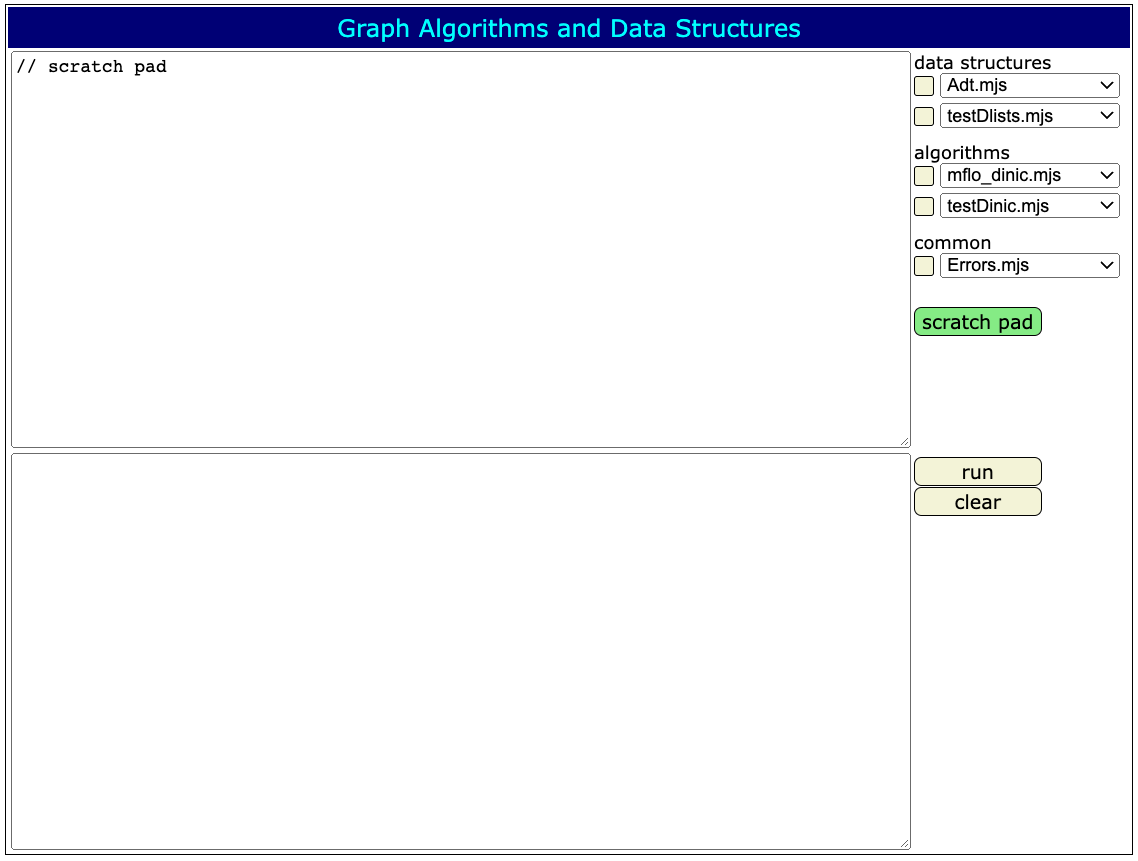 Graph Algorithms and Data Structures
// scratch pad
data structures
Adt.mjs
testDlists.mjs
algorithms
mflo_dinic.mjs
testDinic.mjs
common
Errors.mjs
scratch pad
run
clear